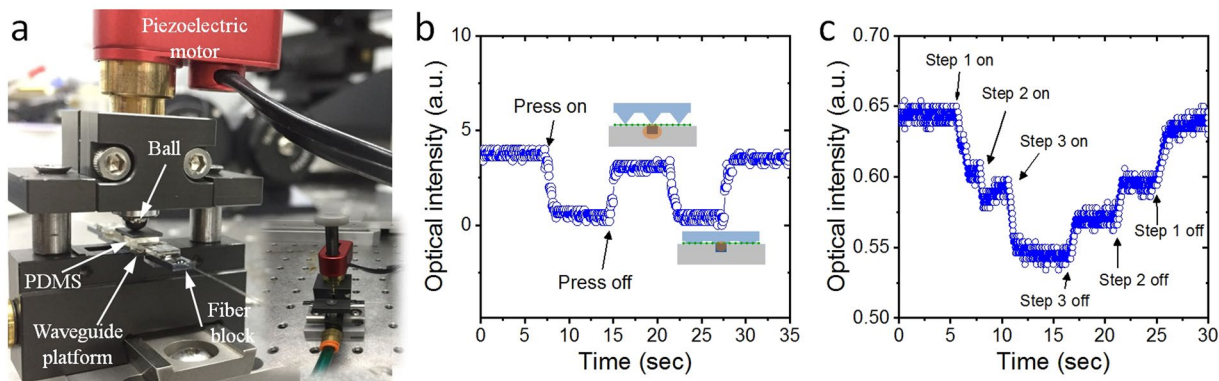 a
Piezoelectric
motor
Ball
PDMS
Waveguide
platform
Fiber
block
b
Optical intensity (a.u.)
10
5
0
-5
Press on
Press off
0 5 10 15 20 25 30 35
Time (sec)
c
Optical intensity (a.u.)
0.70
0.65
0.60
0.55
0.50
Step 1 on
Step 2 on
Step 3 on
Step 1 off
Step 2 off
Step 3 off
0 5 10 15 20 25 30
Time (sec)